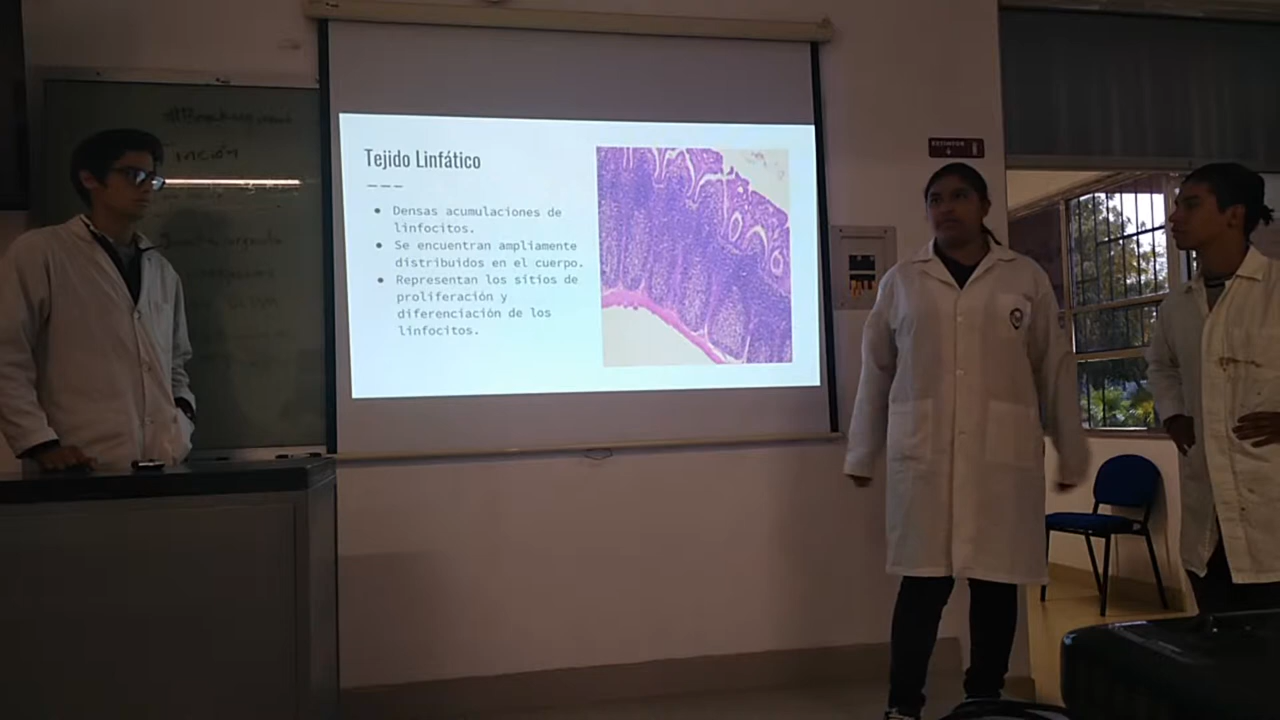 Tejido Linfático
Densas acumulaciones de
linfocitos.
Se encuentran ampliamente
distribuidos en el cuerpo.
Representan los sitios de
proliferación y
diferenciación de los
linfocitos.
EXTINTOR